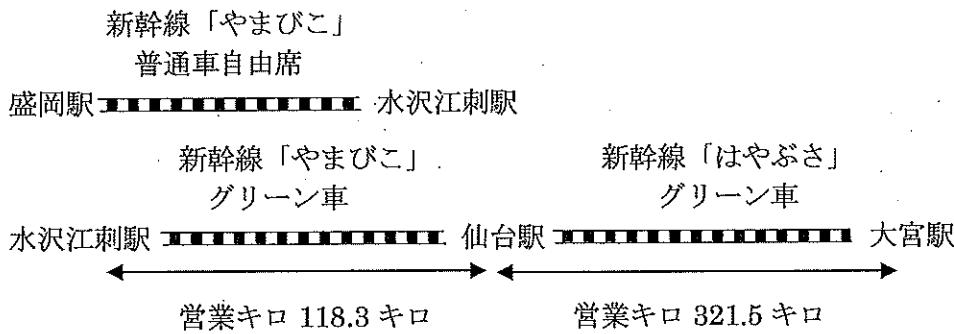 新幹線「やまびこ」
普通車自由席
盛岡駅 水沢江刺駅
新幹線「やまびこ」 新幹線「はやぶさ」
グリーン車 グリーン車
水沢江刺駅 仙台駅 大宮駅
営業キロ 118.3 キロ 営業キロ 321.5 キロ